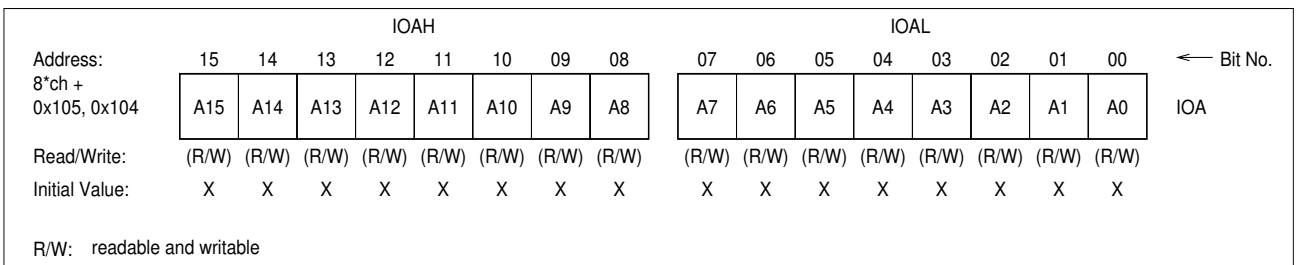 IOAH IOAL
Address: 15 14 13 12 11 10 09 08 07 06 05 04 03 02 01 00 Bit No.
8*ch +
0x105, 0x104 A15 A14 A13 A12 A11 A10 A9 A8 A7 A6 A5 A4 A3 A2 A1 A0 IOA
Read/Write: (R/W) (R/W) (R/W) (R/W) (R/W) (R/W) (R/W) (R/W) (R/W) (R/W) (R/W) (R/W) (R/W) (R/W) (R/W) (R/W)
Initial Value: X X X X X X X X X X X X X X X X
R/W: readable and writable